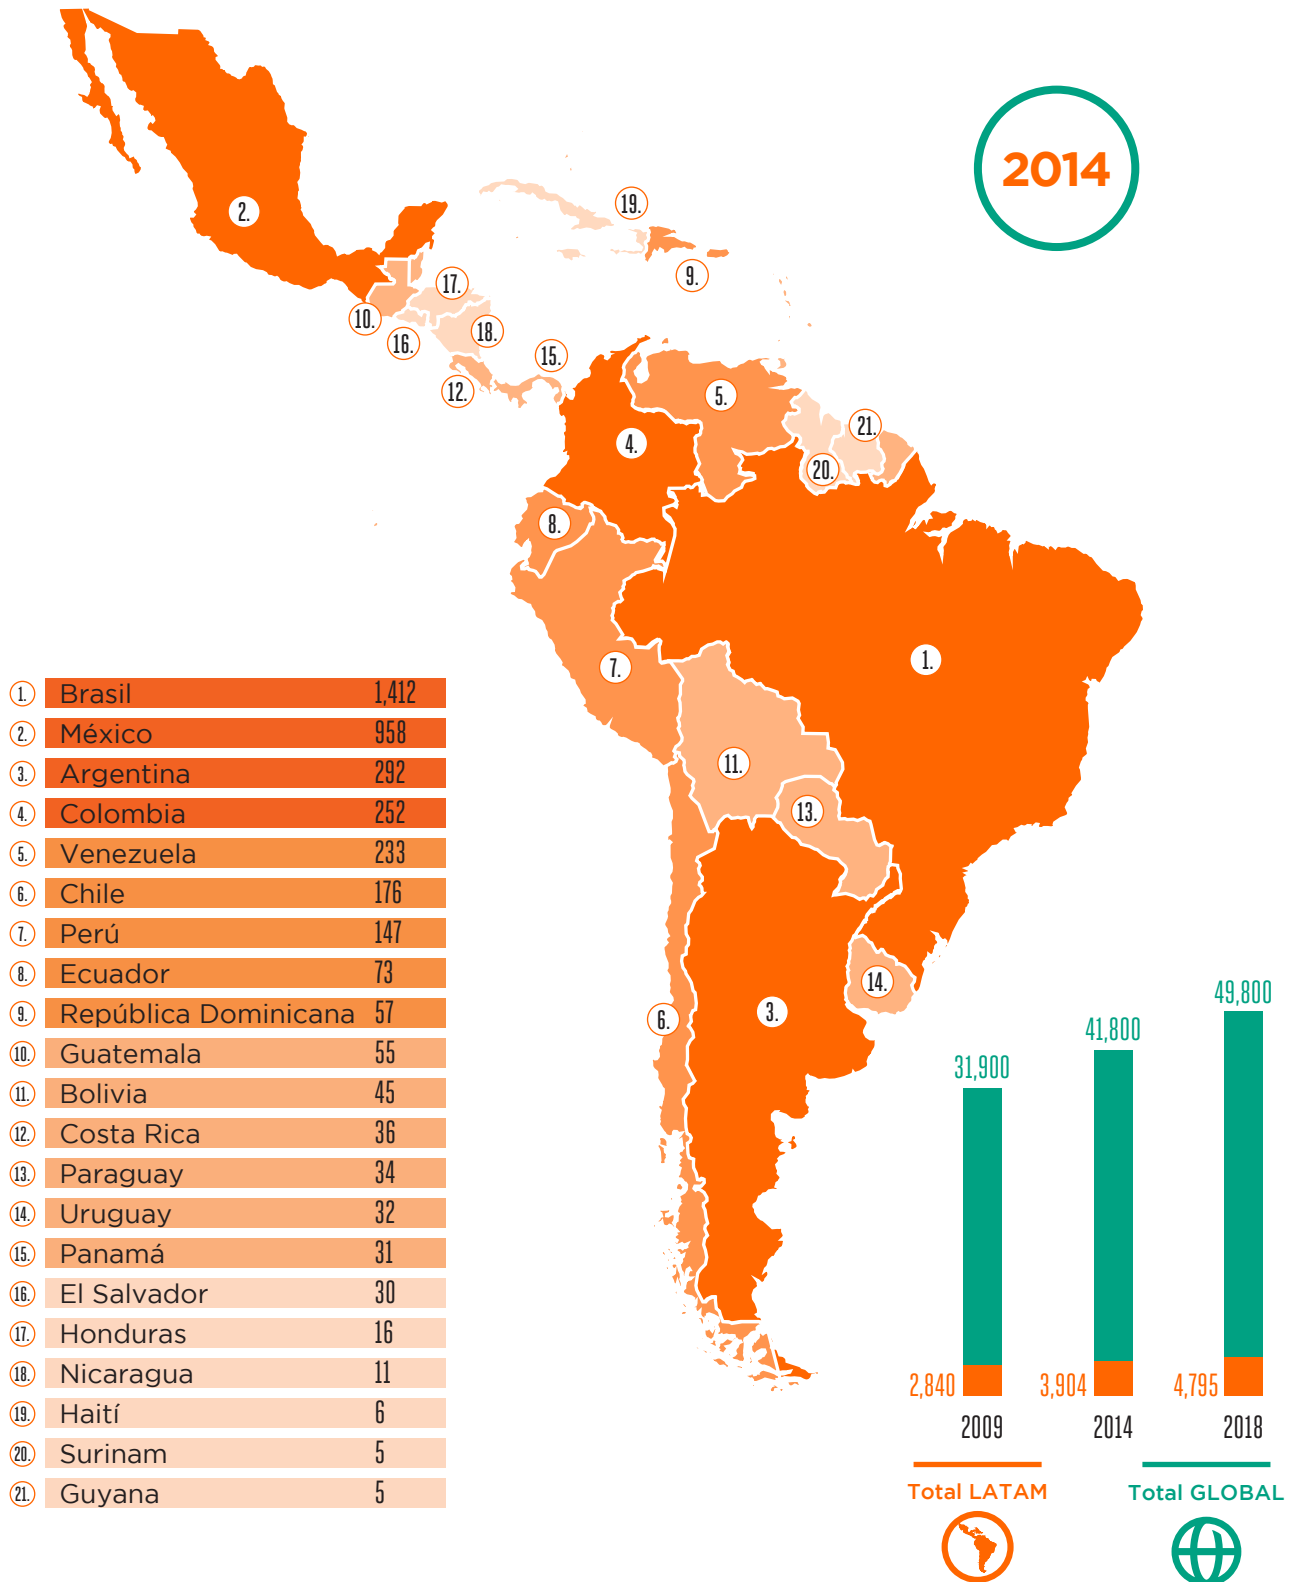 2014
2.
19.
9.
17.
10.
18.
16.
15.
12.
5.
21.
4.
20.
8.
1.
7.
11.
13.
14.
3.
6.
1. Brasil 1,412
2. México 958
3. Argentina 292
4. Colombia 252
5. Venezuela 233
6. Chile 176
7. Perú 147
8. Ecuador 73
9. República Dominicana 57
10. Guatemala 55
11. Bolivia 45
12. Costa Rica 36
13. Paraguay 34
14. Uruguay 32
15. Panamá 31
16. El Salvador 30
17. Honduras 16
18. Nicaragua 11
19. Haití 6
20. Surinam 5
21. Guyana 5
49,800
41,800
31,900
2,840 3,904 4,795
2009 2014 2018
Total LATAM Total GLOBAL